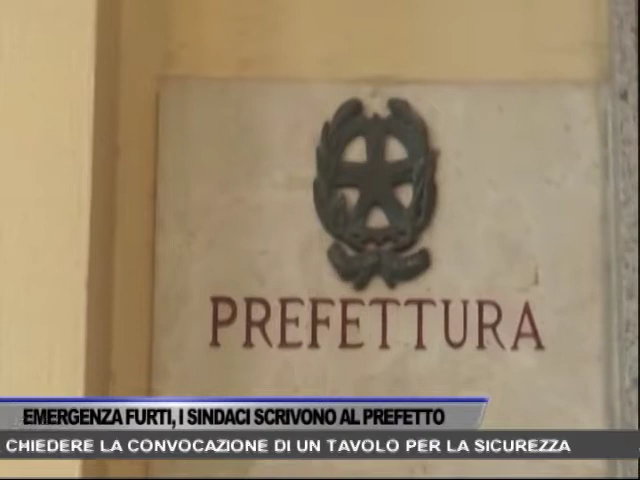 PREFETTURA
EMERGENZA FURTI, I SINDACI SCRIVONO AL PREFETTO
CHIEDERE LA CONVOCAZIONE DI UN TAVOLO PER LA SICUREZZA